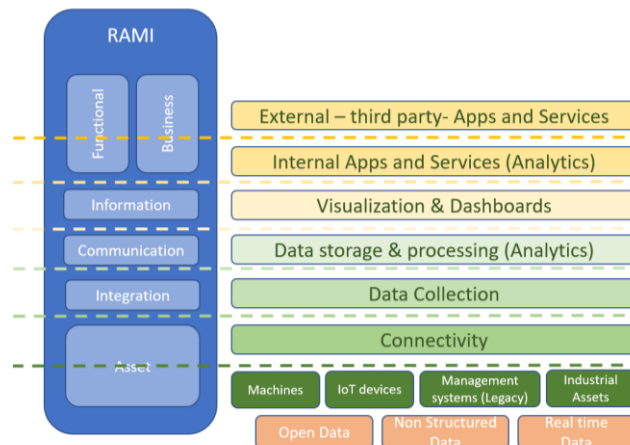 RAMI
Functional
Business
External – third party- Apps and Services
Internal Apps and Services (Analytics)
Information
Visualization & Dashboards
Communication
Data storage & processing (Analytics)
Integration
Data Collection
Connectivity
Asset
Machines
IoT devices
Management
systems (Legacy)
Industrial
Assets
Open Data
Non Structured
Data
Real time
Data